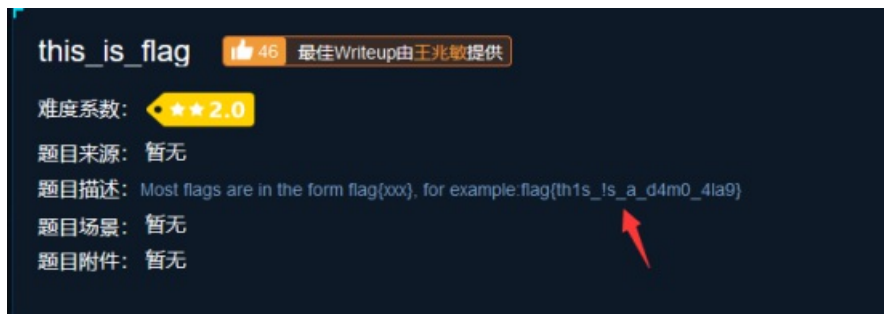 this_is_flag 46 最佳Writeup由王兆敏提供
难度系数： 2.0
题目来源： 暂无
题目描述： Most flags are in the form flag{xxx}, for example:flag{th1s_!s_a_d4m0_4la9}
题目场景： 暂无
题目附件： 暂无